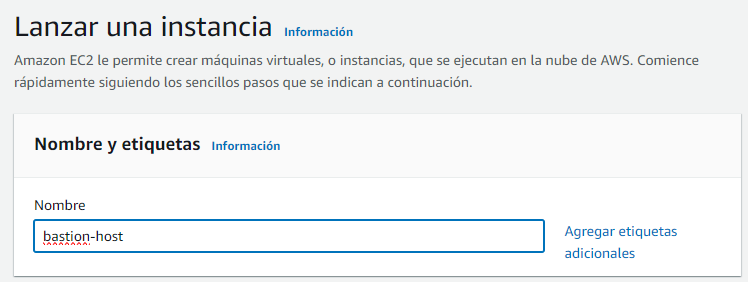 Lanzar una instancia Información
Amazon EC2 le permite crear máquinas virtuales, o instancias, que se ejecutan en la nube de AWS. Comience
rápidamente siguiendo los sencillos pasos que se indican a continuación.
Nombre y etiquetas Información
Nombre
bastion-host
Agregar etiquetas
adicionales